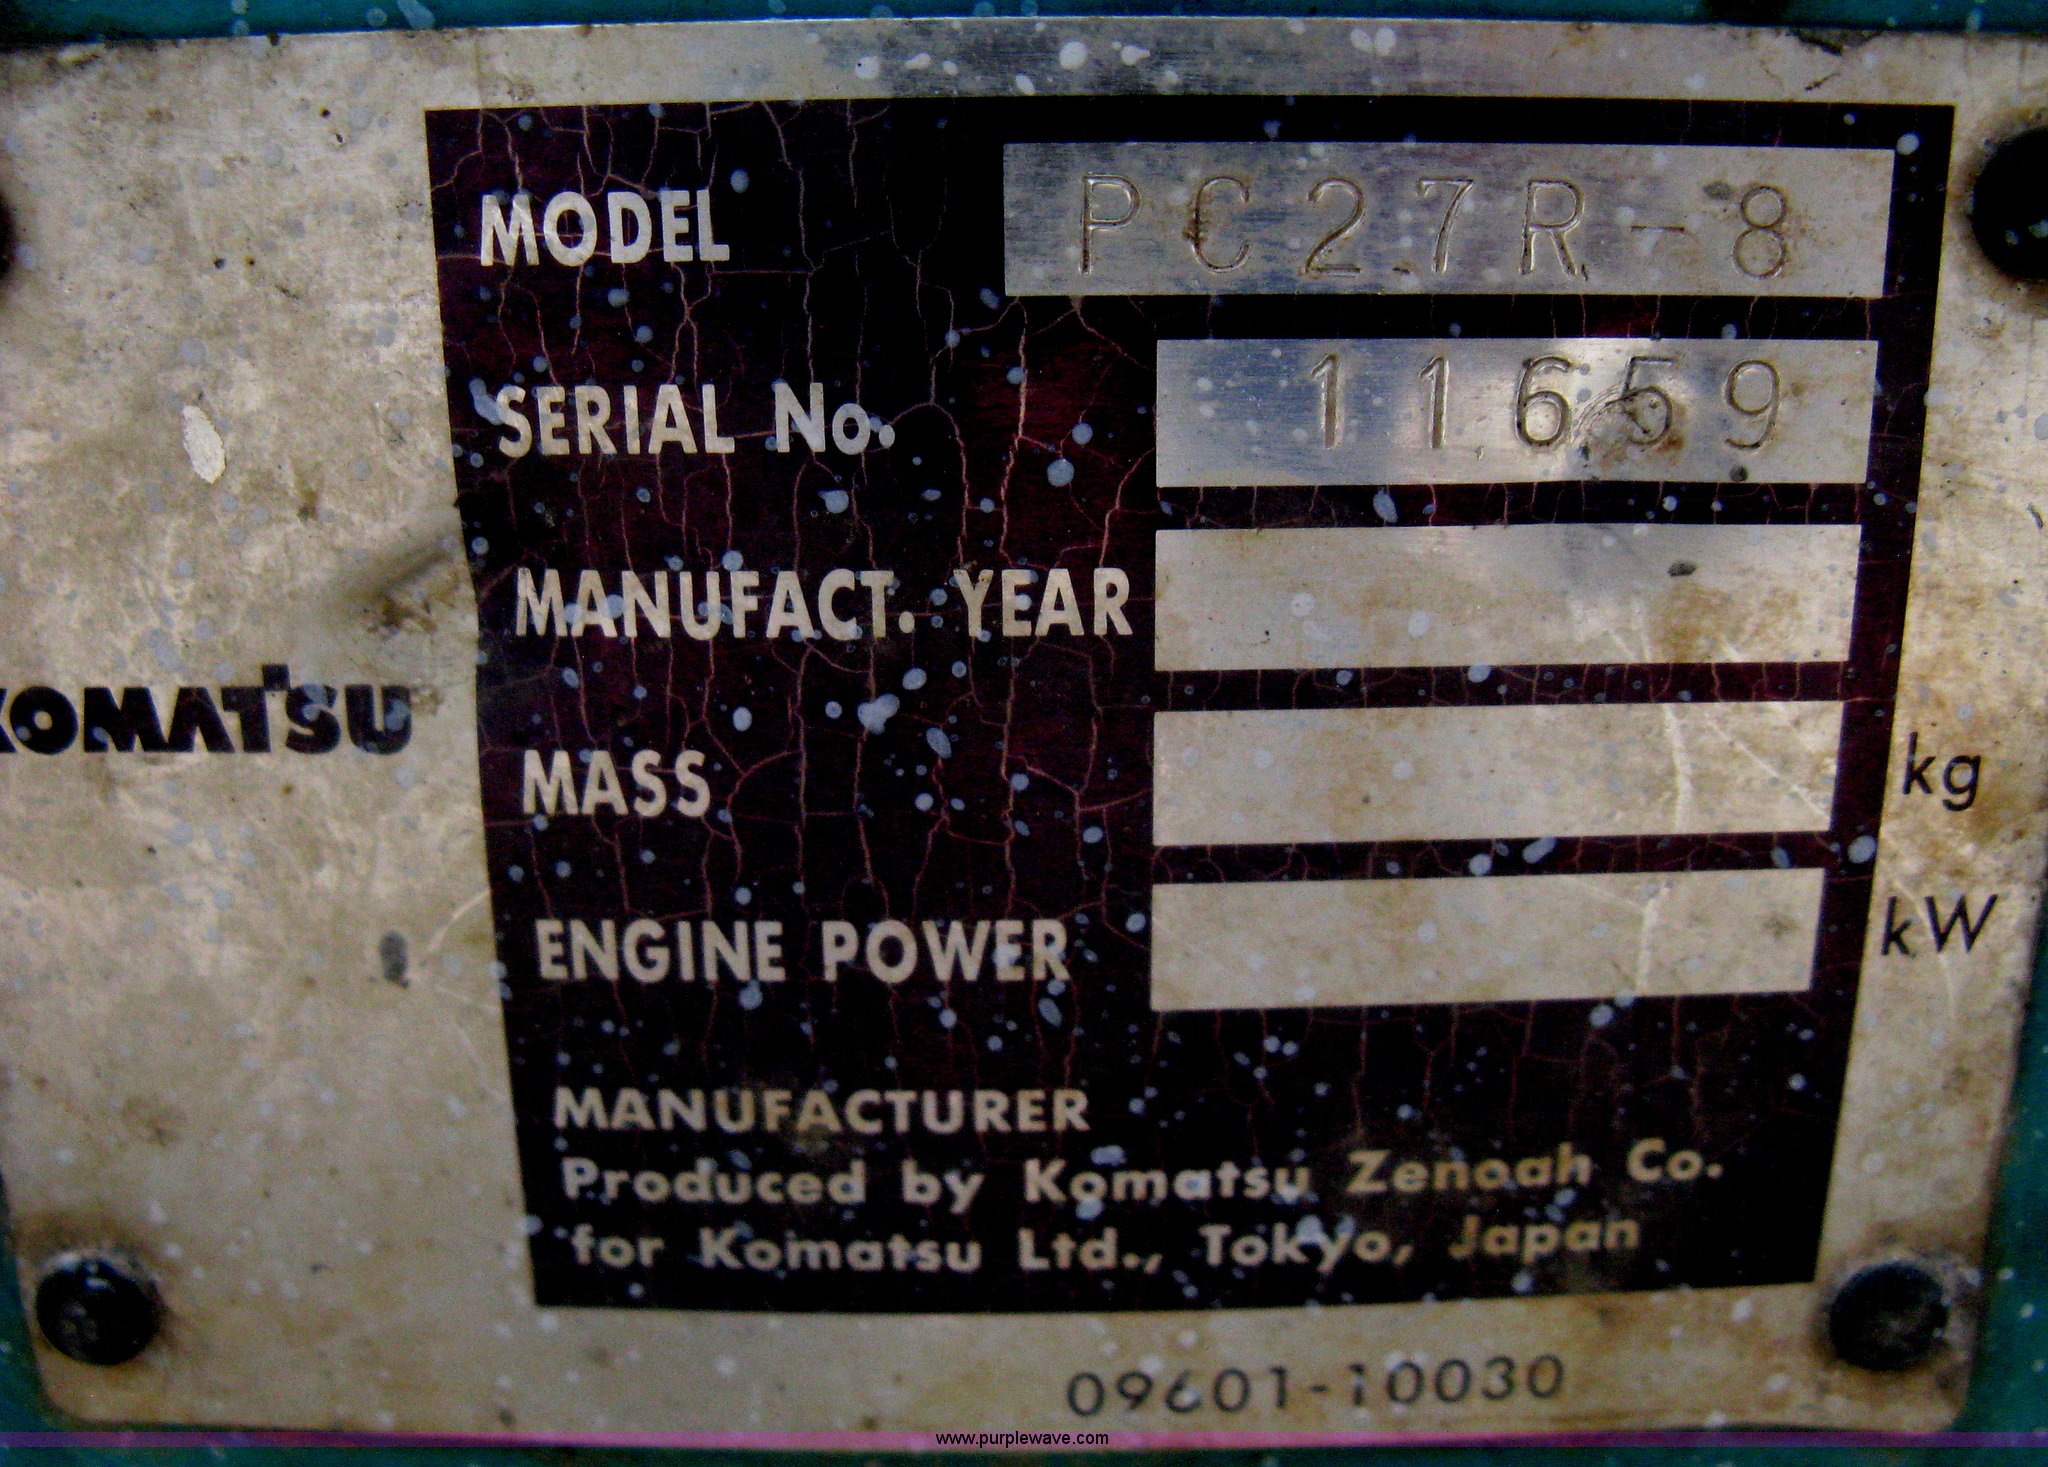 MODEL PC27R-8
SERIAL No. 11659
MANUFACT. YEAR
KOMATSU
MASS kg
ENGINE POWER kW
MANUFACTURER
Produced by Komatsu Zenoah Co.
for Komatsu Ltd., Tokyo, Japan
09601-10030
www.purplewave.com